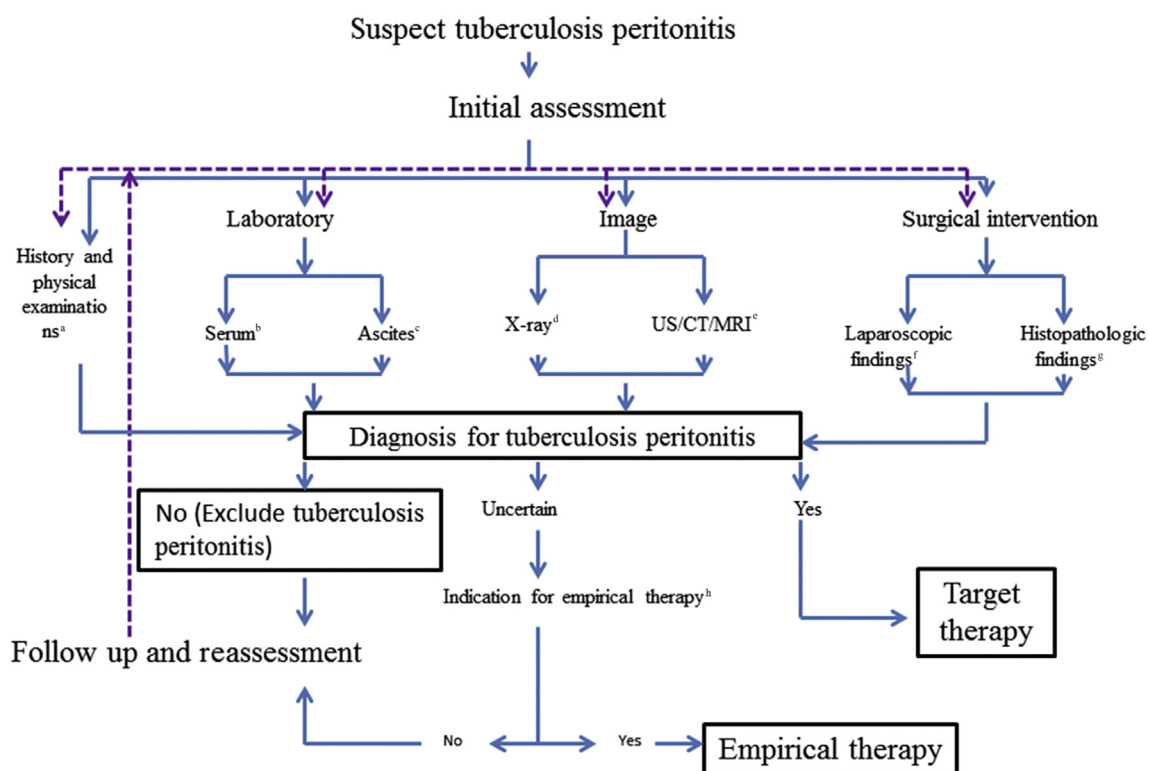 Suspect tuberculosis peritonitis
Initial assessment
Laboratory
Image
Surgical intervention
History and
physical
examinatio
nsᵃ
Serumᵇ
Ascitesᶜ
X-rayᵈ
US/CT/MRIᵉ
Laparoscopic
findingsᶠ
Histopathologic
findingsᵍ
Diagnosis for tuberculosis peritonitis
No (Exclude tuberculosis
peritonitis)
Uncertain
Yes
Indication for empirical therapyʰ
Target
therapy
Follow up and reassessment
No
Yes
Empirical therapy